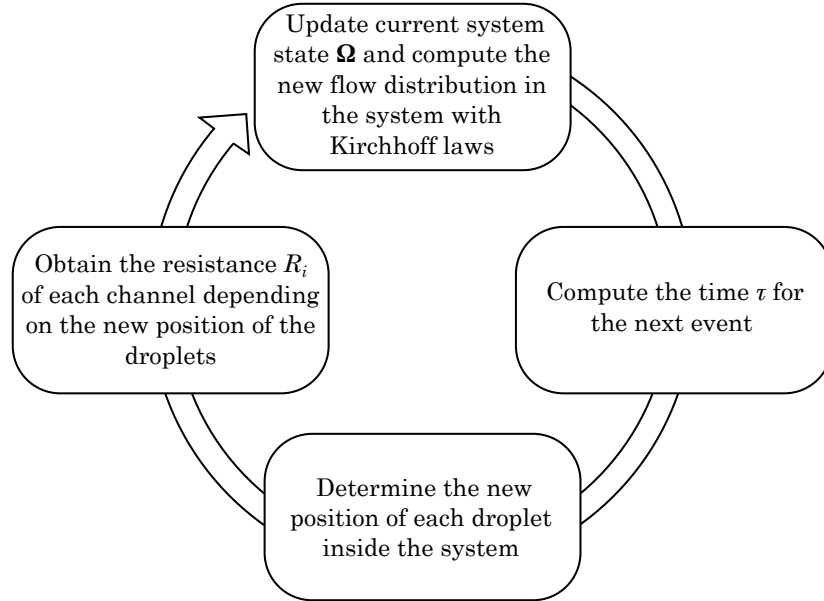 Update current system
state Ω and compute the
new flow distribution in
the system with
Kirchhoff laws
Compute the time τ for
the next event
Determine the new
position of each droplet
inside the system
Obtain the resistance Ri
of each channel depending
on the new position of the
droplets